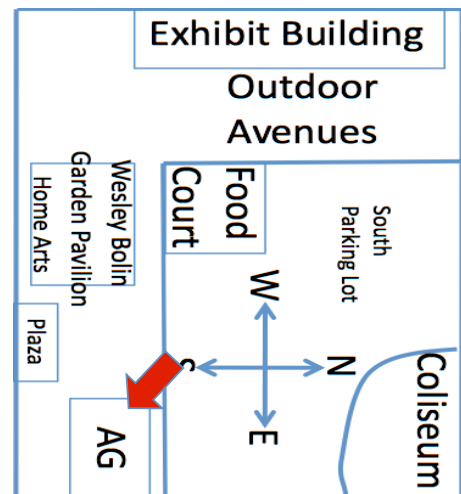 Exhibit Building
Outdoor
Avenues
Wesley Bolin
Garden Pavilion
Home Arts
Food
Court
South
Parking Lot
W
N
E
Plaza
Coliseum
AG